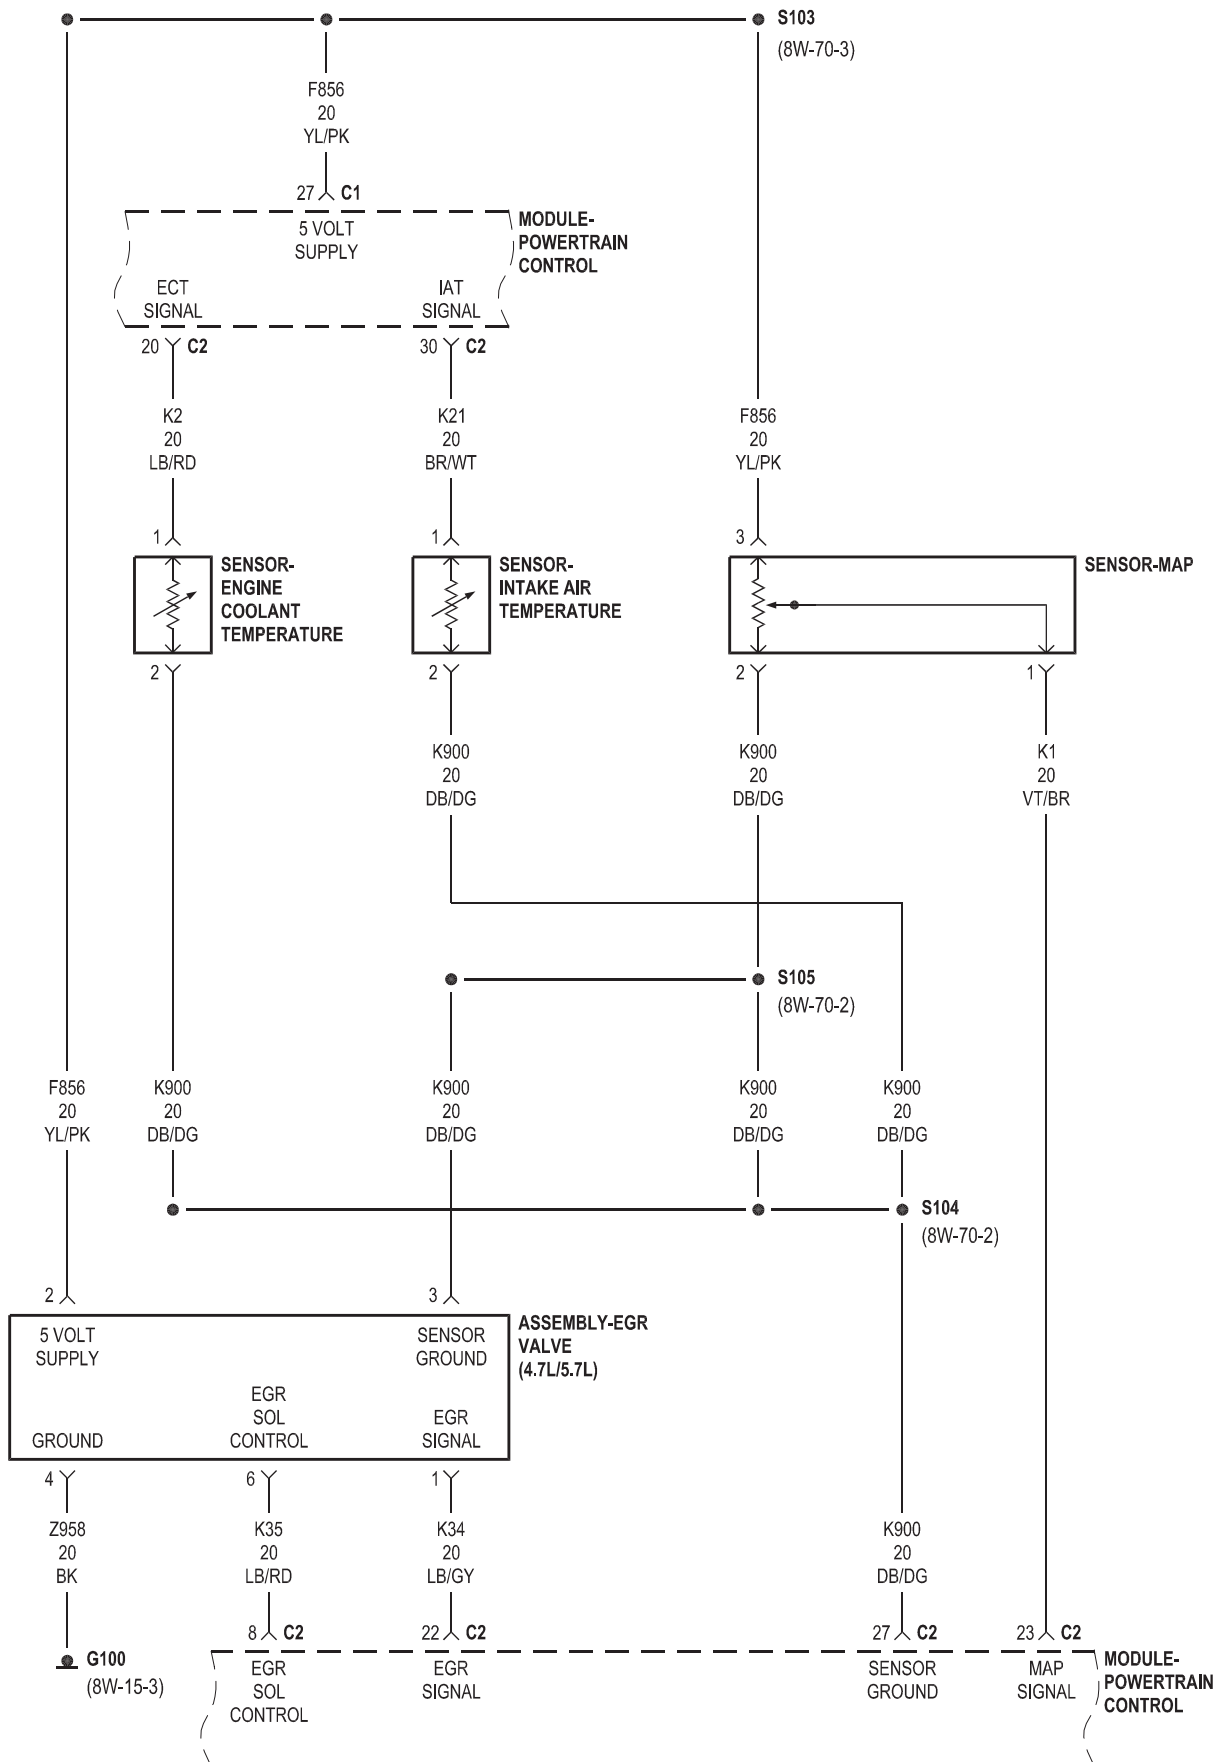 S103
(8W-70-3)
F856
20
YL/PK
27 C1
5 VOLT
SUPPLY
MODULE-
POWERTRAIN
CONTROL
ECT
SIGNAL
IAT
SIGNAL
20 C2
30 C2
K2
20
LB/RD
K21
20
BR/WT
F856
20
YL/PK
1
1
3
SENSOR-
ENGINE
COOLANT
TEMPERATURE
SENSOR-
INTAKE AIR
TEMPERATURE
SENSOR-MAP
2
2
2
1
K900
20
DB/DG
K900
20
DB/DG
K1
20
VT/BR
S105
(8W-70-2)
F856
20
YL/PK
K900
20
DB/DG
K900
20
DB/DG
K900
20
DB/DG
K900
20
DB/DG
S104
(8W-70-2)
2
3
5 VOLT
SUPPLY
SENSOR
GROUND
ASSEMBLY-EGR
VALVE
(4.7L/5.7L)
GROUND
EGR
SOL
CONTROL
EGR
SIGNAL
4
6
1
Z958
20
BK
K35
20
LB/RD
K34
20
LB/GY
K900
20
DB/DG
G100
(8W-15-3)
8 C2
22 C2
27 C2
23 C2
EGR
SOL
CONTROL
EGR
SIGNAL
SENSOR
GROUND
MAP
SIGNAL
MODULE-
POWERTRAIN
CONTROL